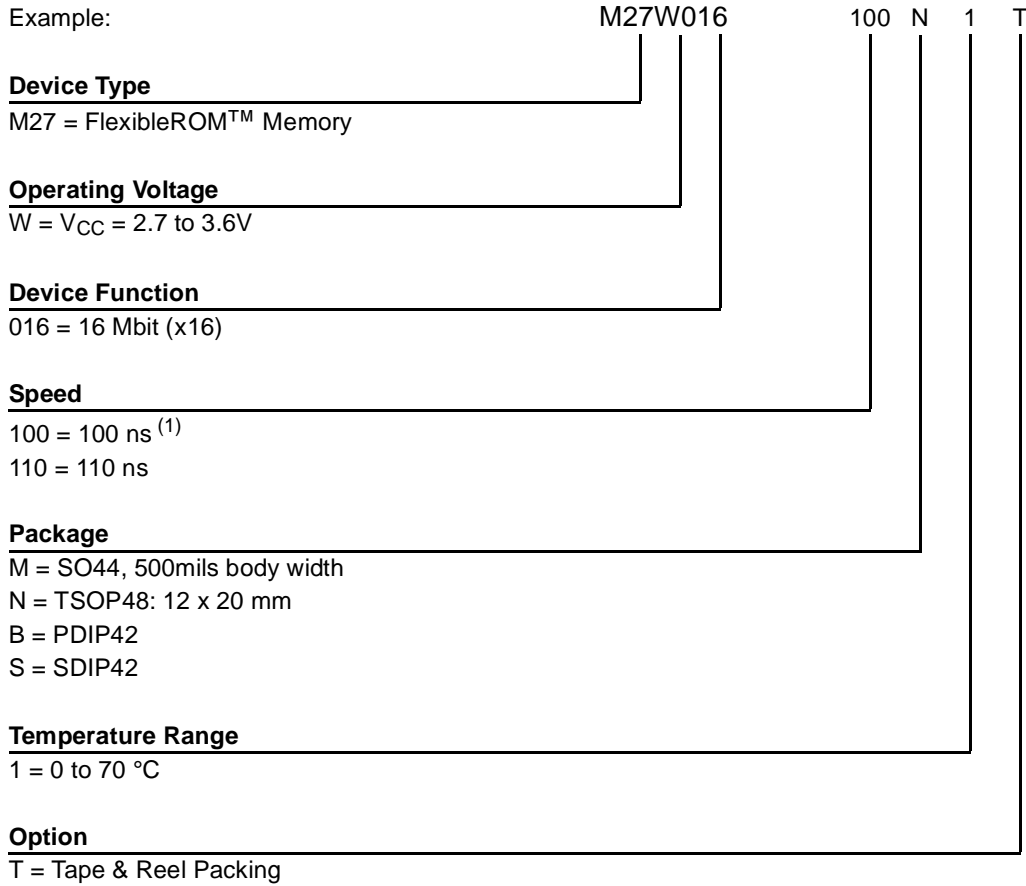 Example: M27W016 100 N 1 T
Device Type
M27 = FlexibleROM™ Memory
Operating Voltage
W = VCC = 2.7 to 3.6V
Device Function
016 = 16 Mbit (x16)
Speed
100 = 100 ns (1)
110 = 110 ns
Package
M = SO44, 500mils body width
N = TSOP48: 12 x 20 mm
B = PDIP42
S = SDIP42
Temperature Range
1 = 0 to 70 °C
Option
T = Tape & Reel Packing